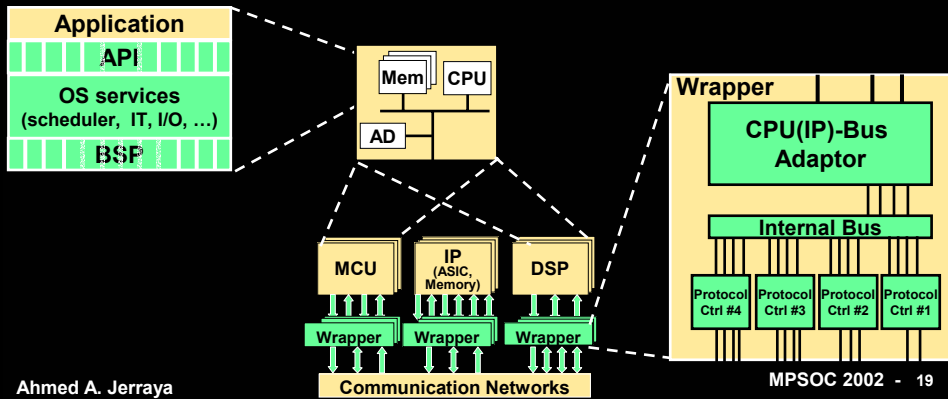 Application
API
OS services
(scheduler, IT, I/O, …)
BSP
Mem
CPU
AD
MCU
IP
(ASIC,
Memory)
DSP
Wrapper
Wrapper
Wrapper
Communication Networks
Wrapper
CPU(IP)-Bus
Adaptor
Internal Bus
Protocol
Ctrl #4
Protocol
Ctrl #3
Protocol
Ctrl #2
Protocol
Ctrl #1
Ahmed A. Jerraya
MPSOC 2002 - 19